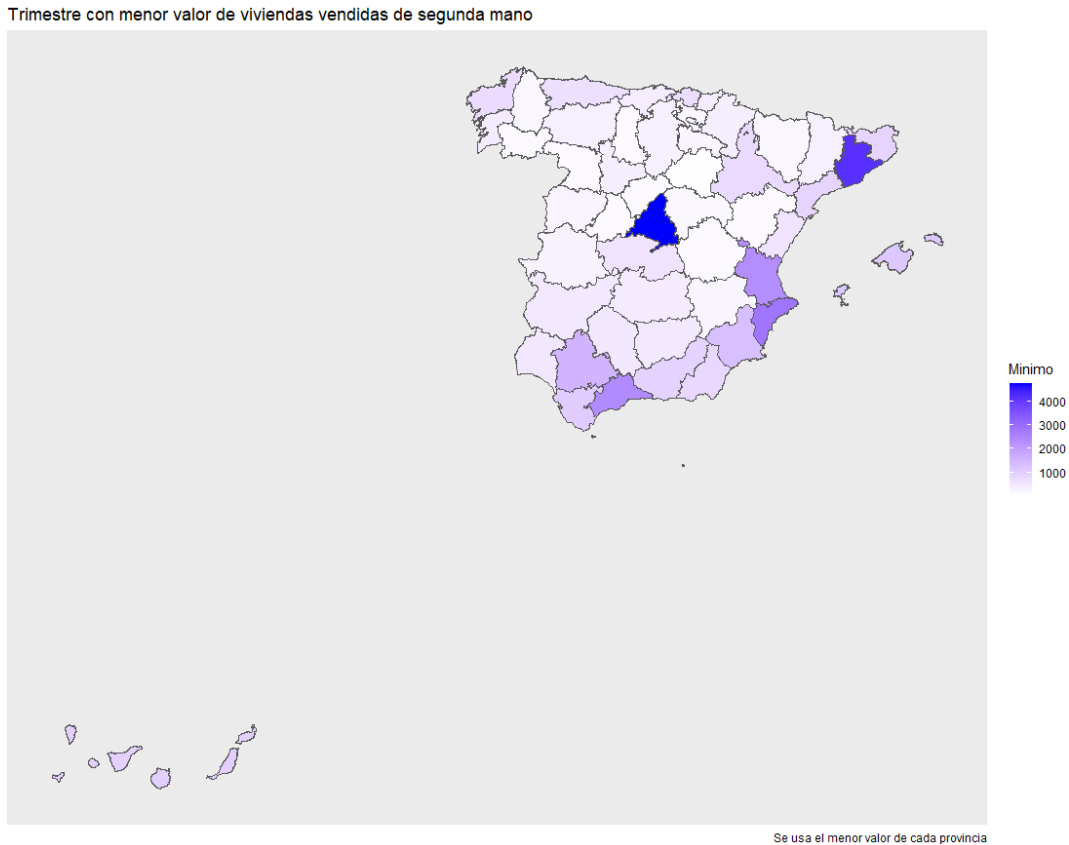 Trimestre con menor valor de viviendas vendidas de segunda mano
Minimo
4000
3000
2000
1000
Se usa el menor valor de cada provincia